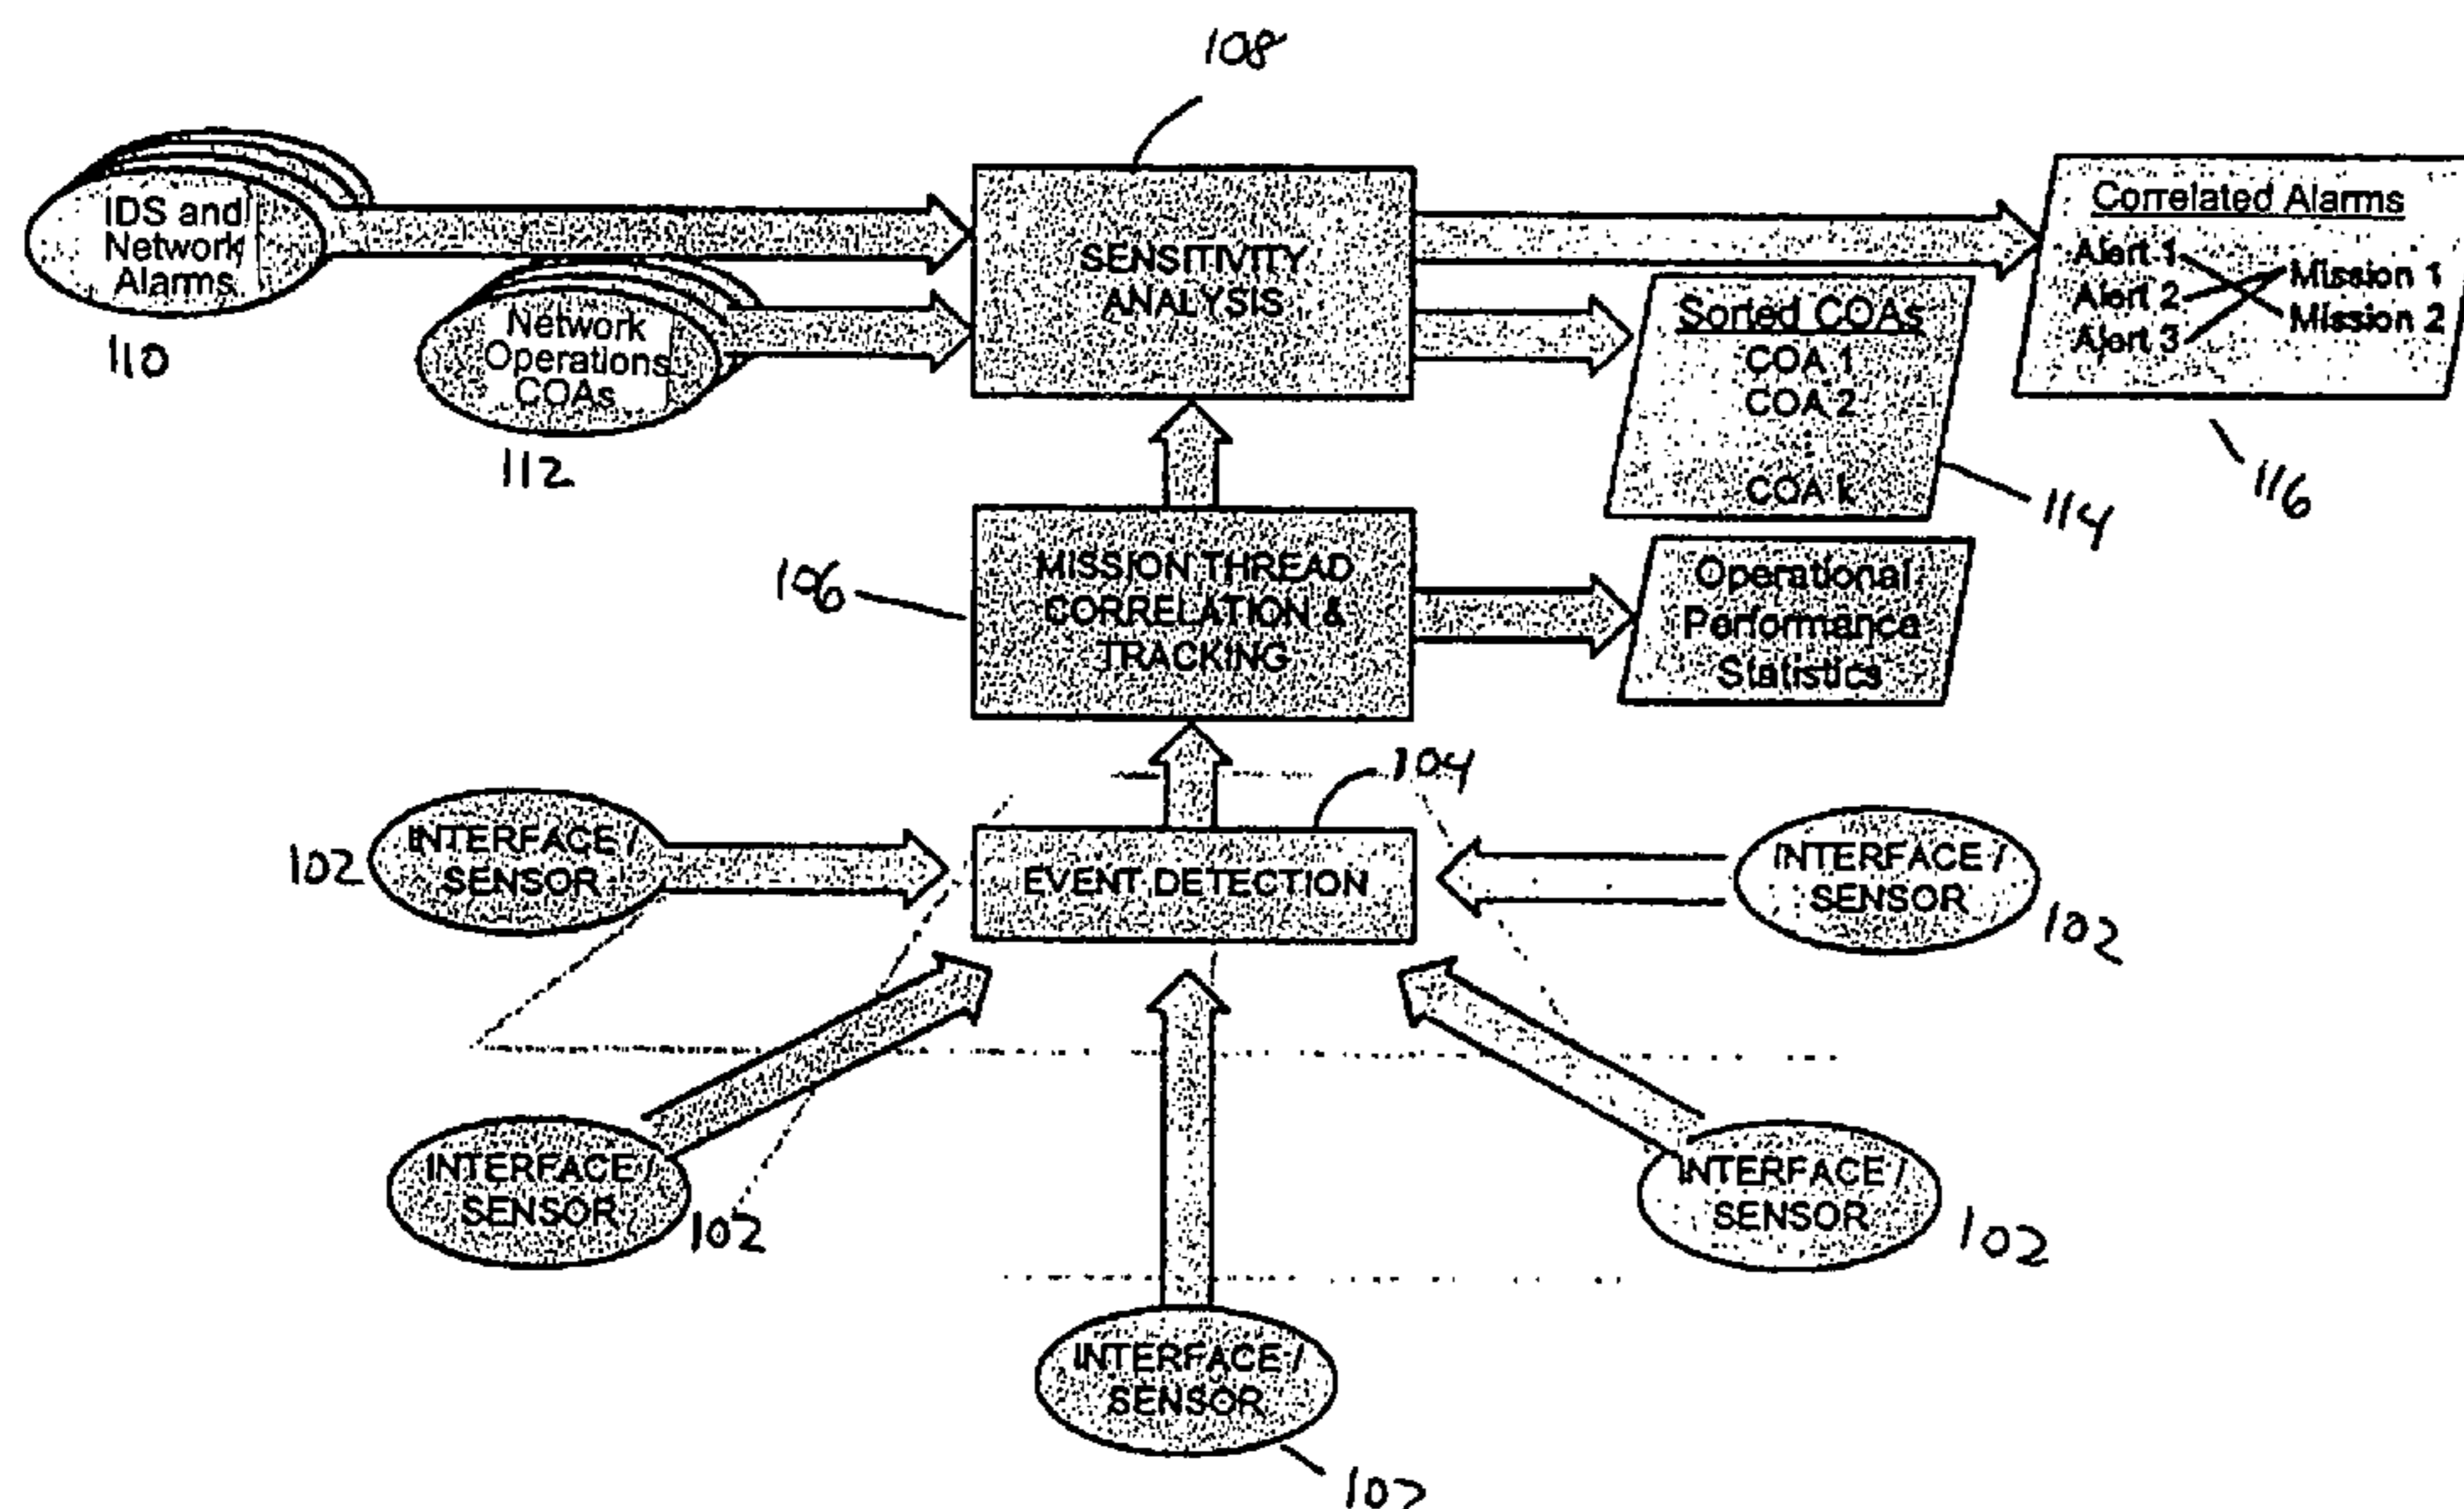 108
IDS and
Network
Alarms
110
Network
Operations
COAs
112
SENSITIVITY
ANALYSIS
Correlated Alarms
Alert 1
Alert 2
Alert 3
Mission 1
Mission 2
116
Sorted COAs
COA 1
COA 2
:
COA k
114
106
MISSION THREAD
CORRELATION &
TRACKING
Operational
Performance
Statistics
104
102
INTERFACE /
SENSOR
EVENT DETECTION
INTERFACE /
SENSOR
102
INTERFACE /
SENSOR
102
INTERFACE /
SENSOR
102
INTERFACE /
SENSOR
102